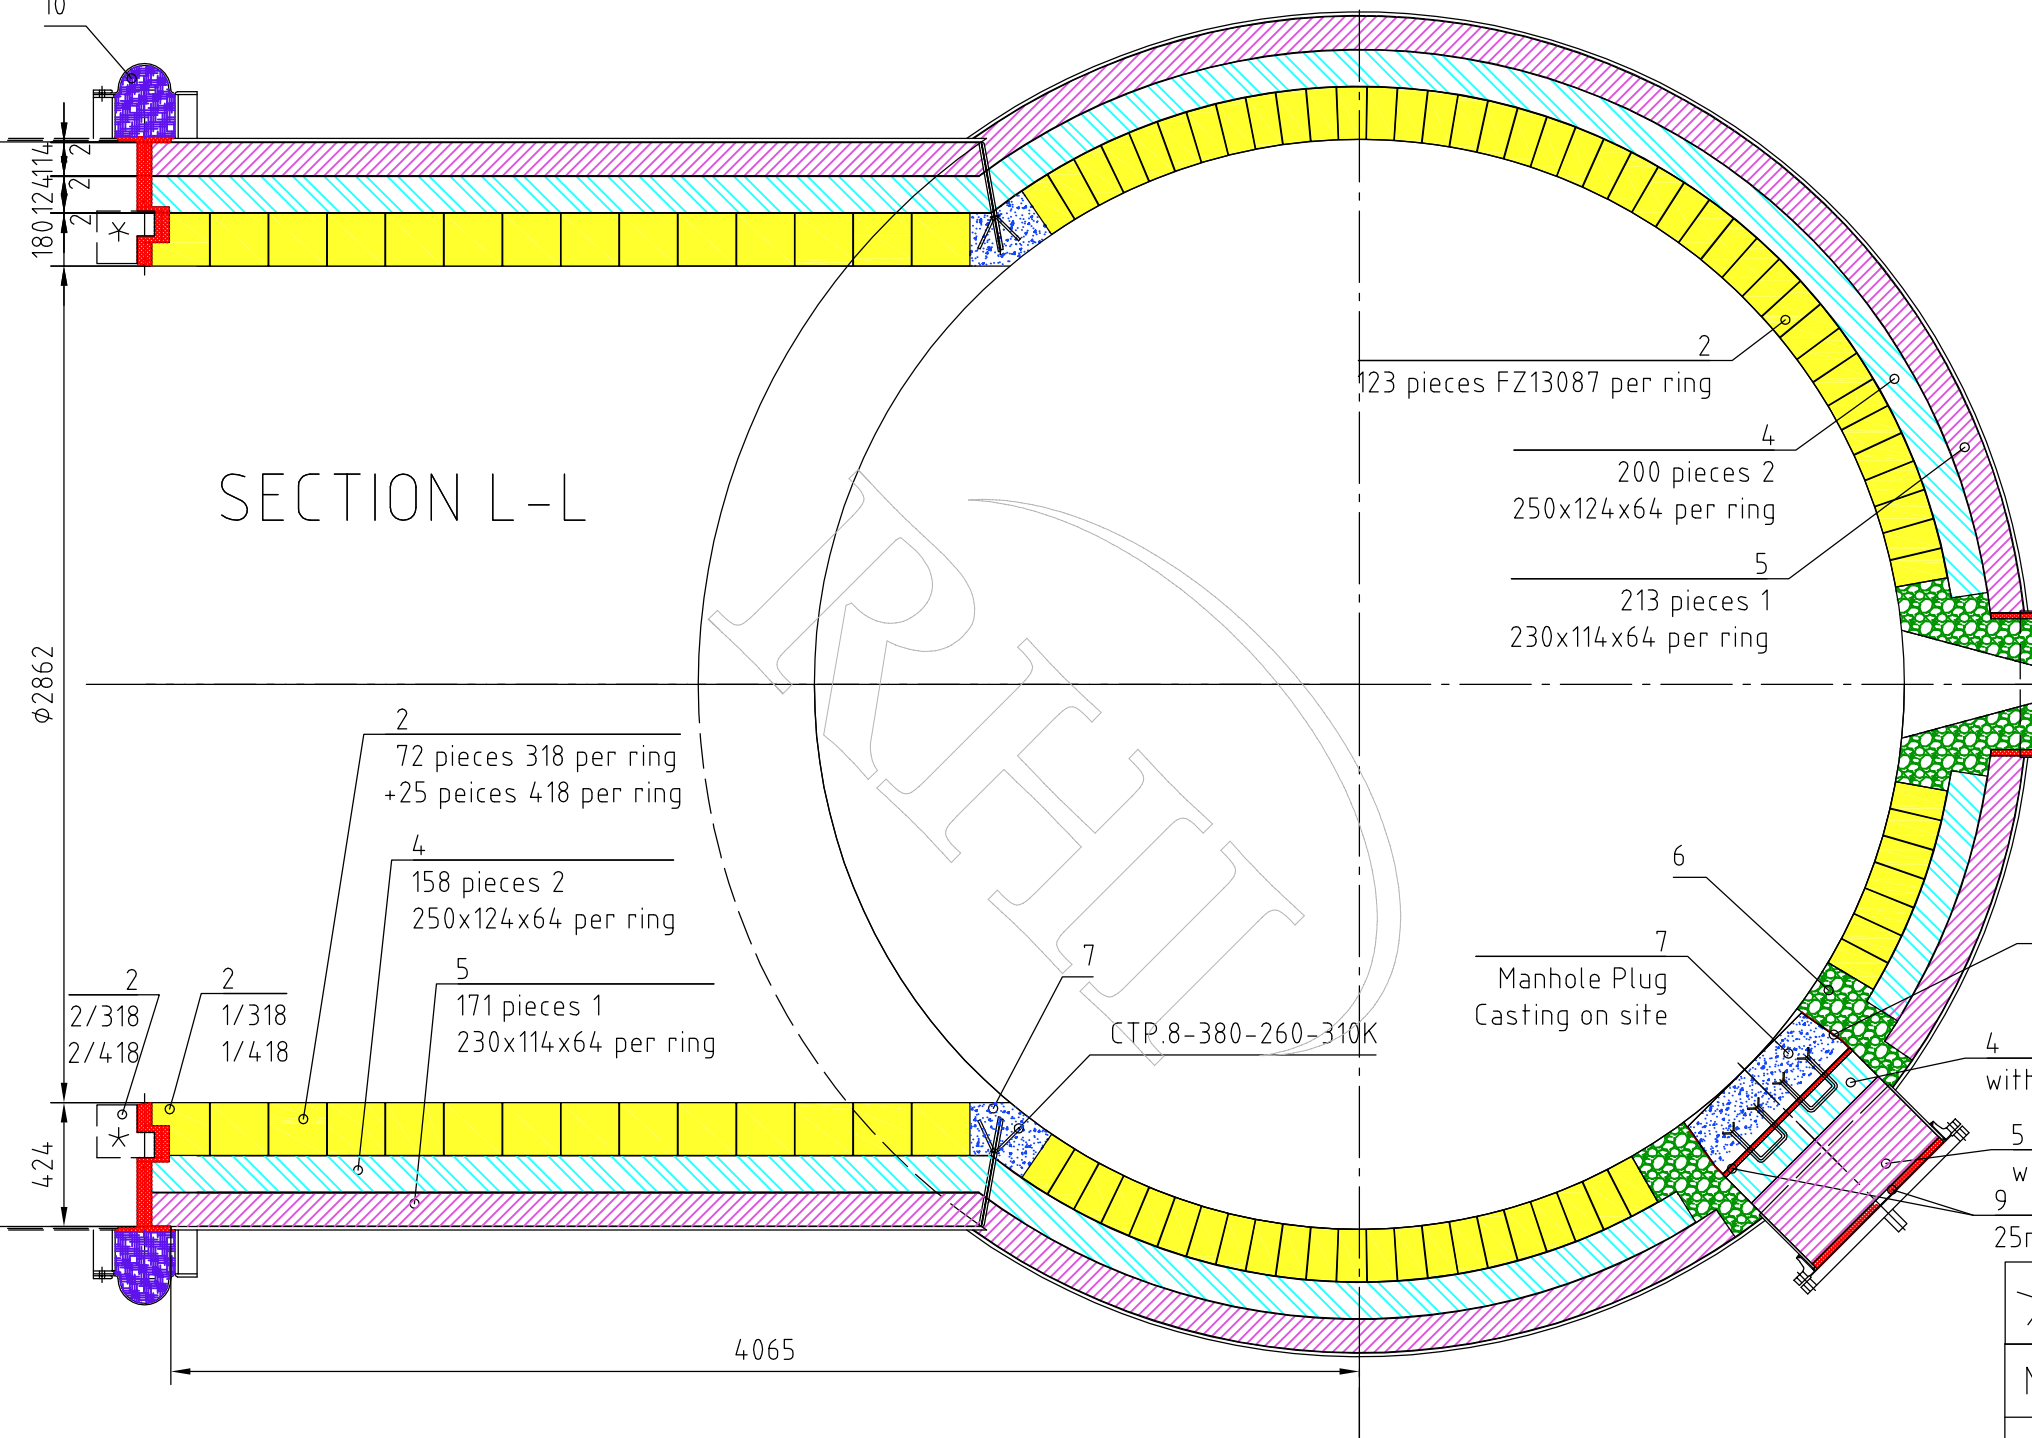 10
114
2
124
2
180
2
SECTION L-L
2
123 pieces FZ13087 per ring
4
200 pieces 2
250x124x64 per ring
5
213 pieces 1
230x114x64 per ring
RHI
ϕ2862
2
72 pieces 318 per ring
+25 peices 418 per ring
4
158 pieces 2
250x124x64 per ring
5
171 pieces 1
230x114x64 per ring
2
2/318
2/418
2
1/318
1/418
7
CTP.8-380-260-310K
6
7
Manhole Plug
Casting on site
4
5
9
424
4065